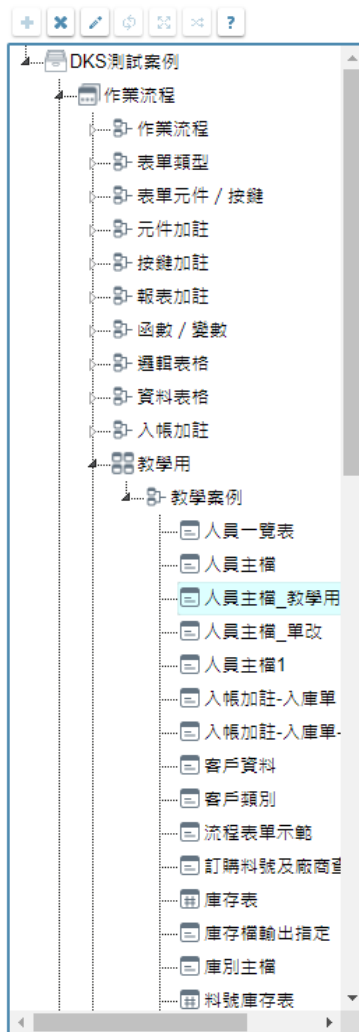 ?
DKS測試案例
作業流程
作業流程
表單類型
表單元件 / 按鍵
元件加註
按鍵加註
報表加註
函數 / 變數
邏輯表格
資料表格
入帳加註
教學用
教學案例
人員一覽表
人員主檔
人員主檔_教學用
人員主檔_單改
人員主檔1
入帳加註-入庫單
入帳加註-入庫單-
客戶資料
客戶類別
流程表單示範
訂購料號及廠商查
庫存表
庫存檔輸出指定
庫別主檔
料號庫存表